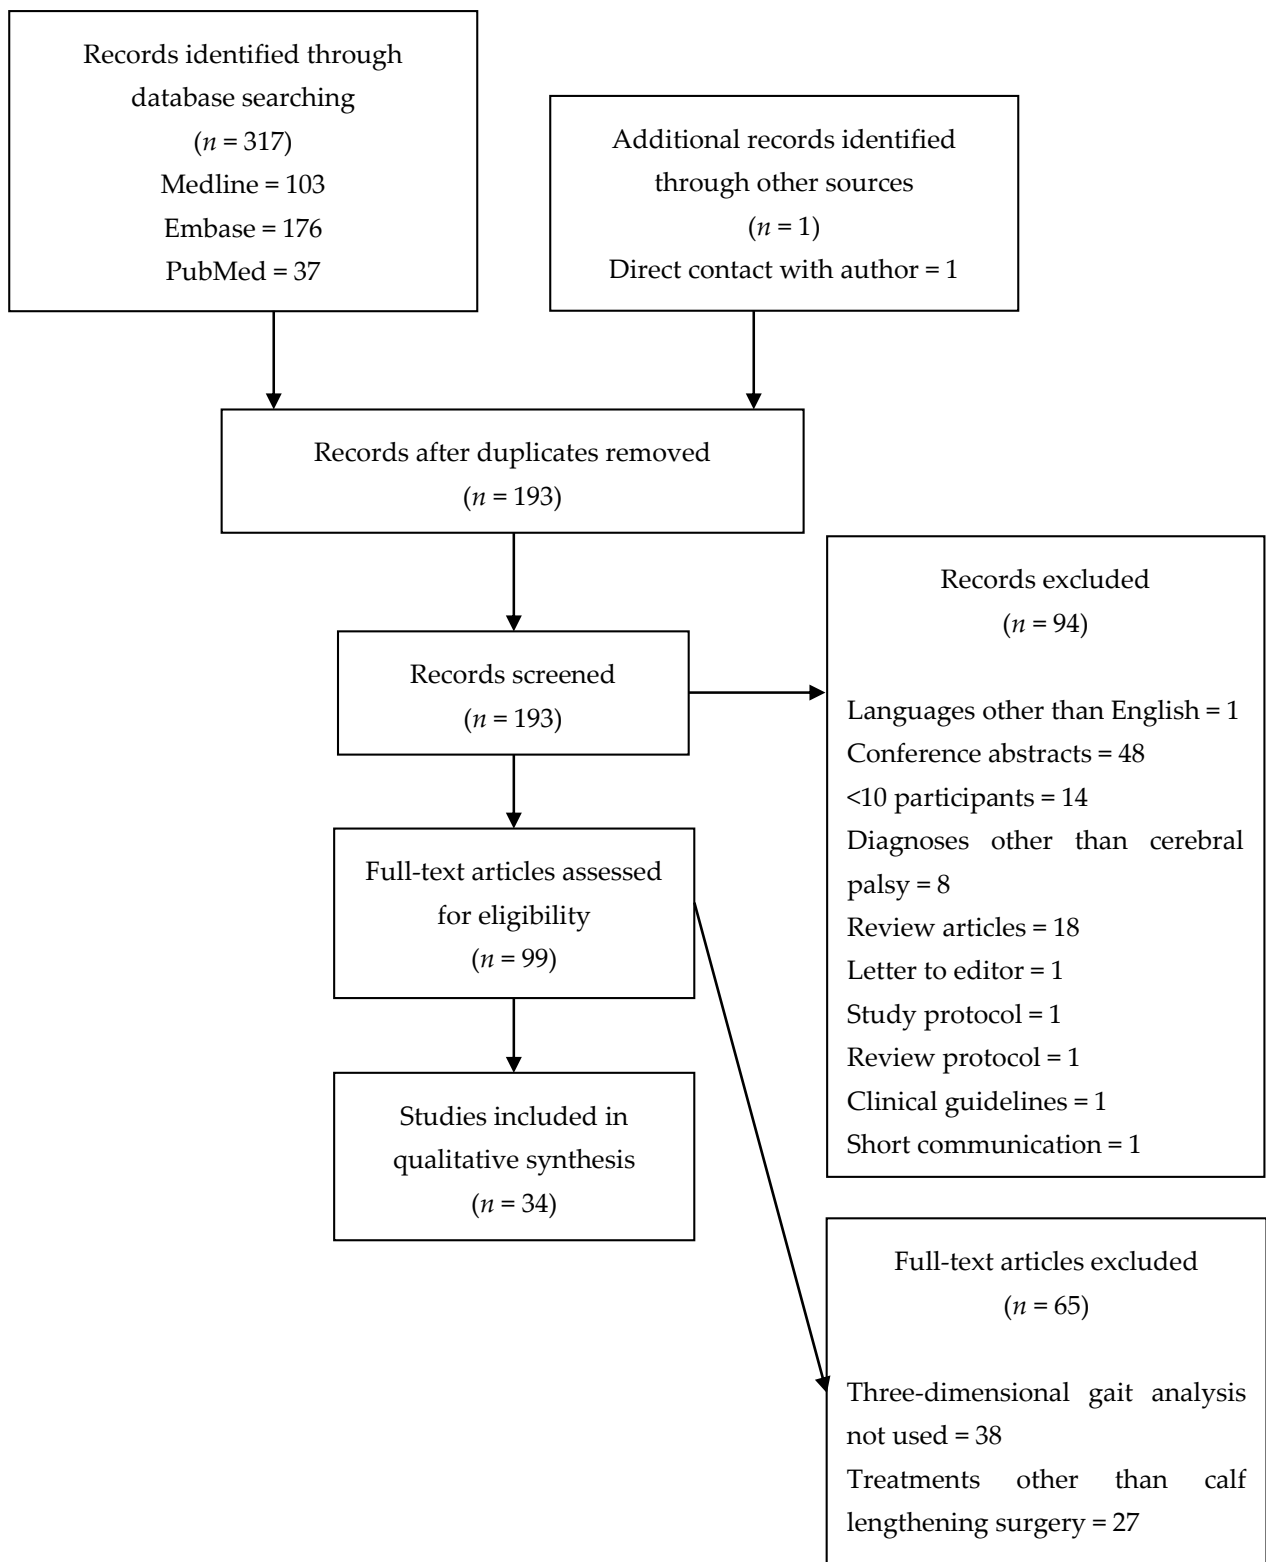 Records identified through
database searching
(n = 317)
Medline = 103
Embase = 176
PubMed = 37
Additional records identified
through other sources
(n = 1)
Direct contact with author = 1
Records after duplicates removed
(n = 193)
Records screened
(n = 193)
Records excluded
(n = 94)
Languages other than English = 1
Conference abstracts = 48
<10 participants = 14
Diagnoses other than cerebral
palsy = 8
Review articles = 18
Letter to editor = 1
Study protocol = 1
Review protocol = 1
Clinical guidelines = 1
Short communication = 1
Full-text articles assessed
for eligibility
(n = 99)
Studies included in
qualitative synthesis
(n = 34)
Full-text articles excluded
(n = 65)
Three-dimensional gait analysis
not used = 38
Treatments other than calf
lengthening surgery = 27